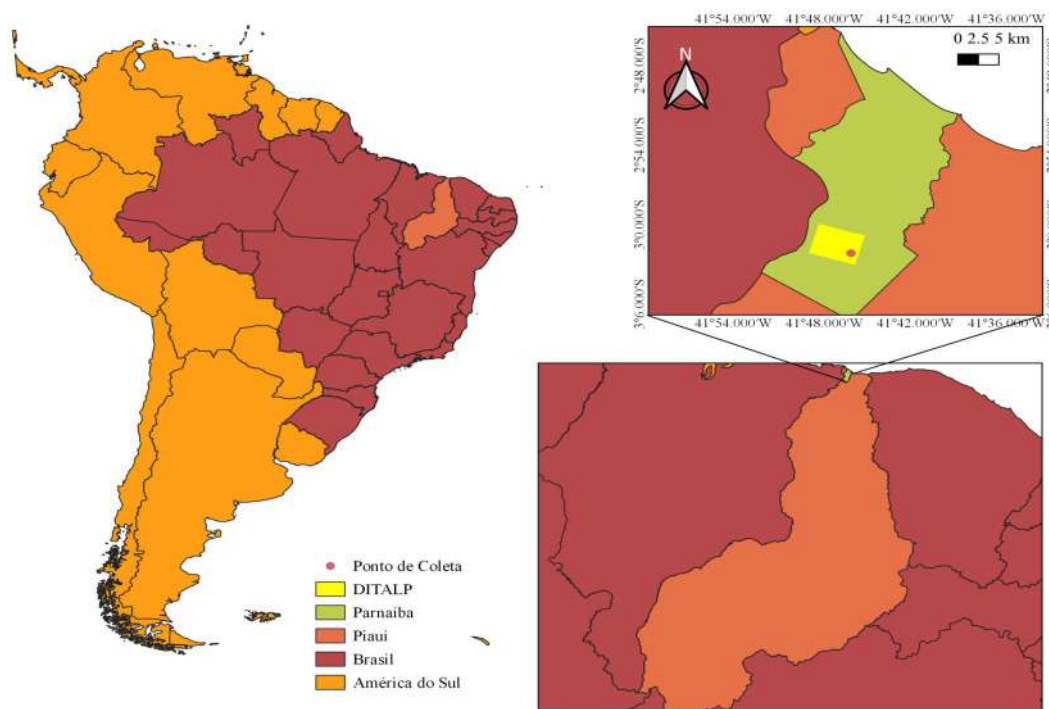 41°54.000'W 41°48.000'W 41°42.000'W 41°36.000'W
0 2.5 5 km
N
2°48.000'S
2°54.000'S
3°0.000'S
3°6.000'S
41°54.000'W 41°48.000'W 41°42.000'W 41°36.000'W
Ponto de Coleta
DITALP
Parnaiba
Piaui
Brasil
América do Sul